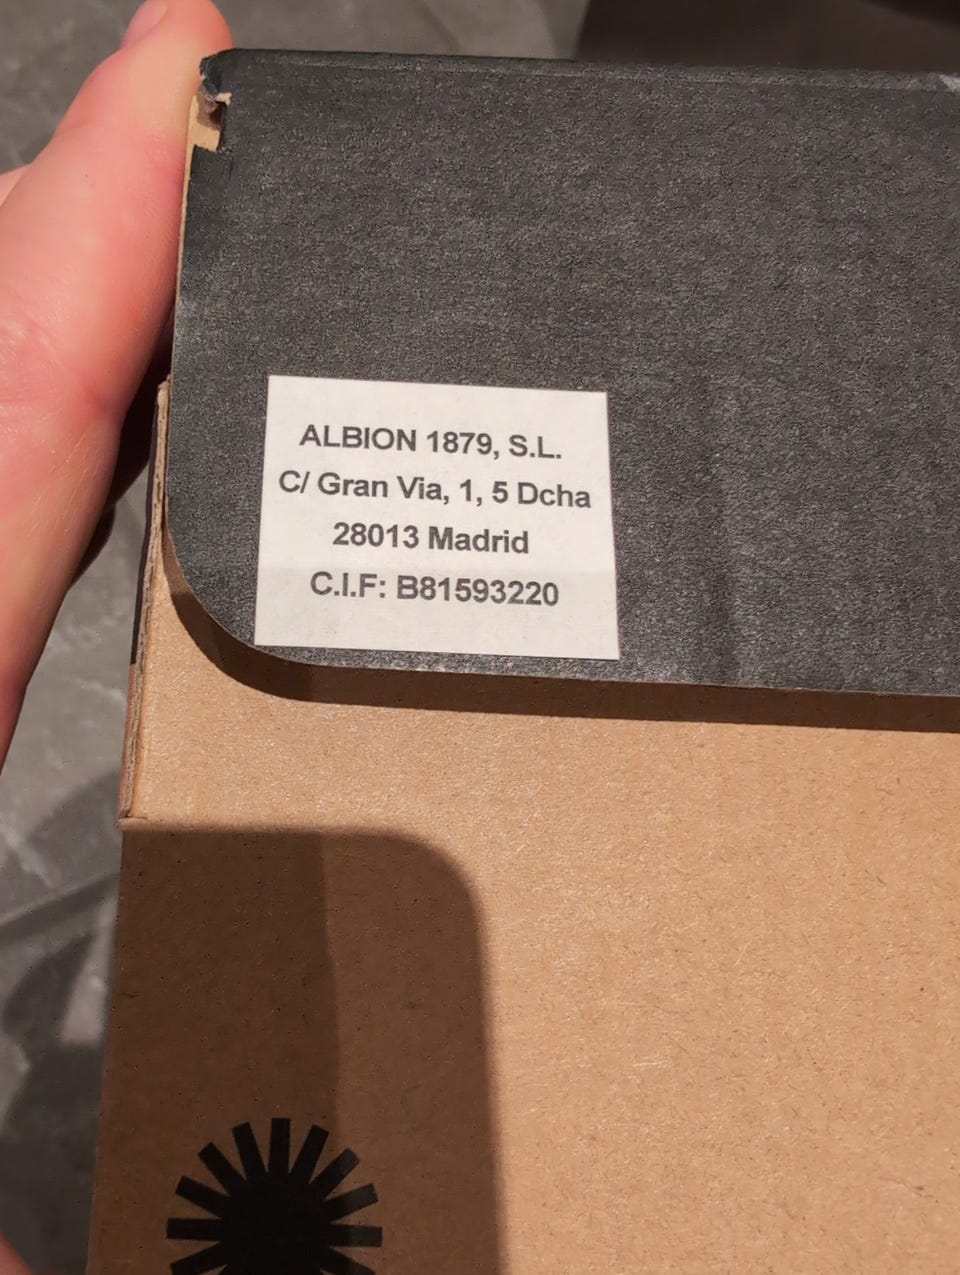 ALBION 1879, S.L.
C/ Gran Via, 1, 5 Dcha
28013 Madrid
C.I.F: B81593220